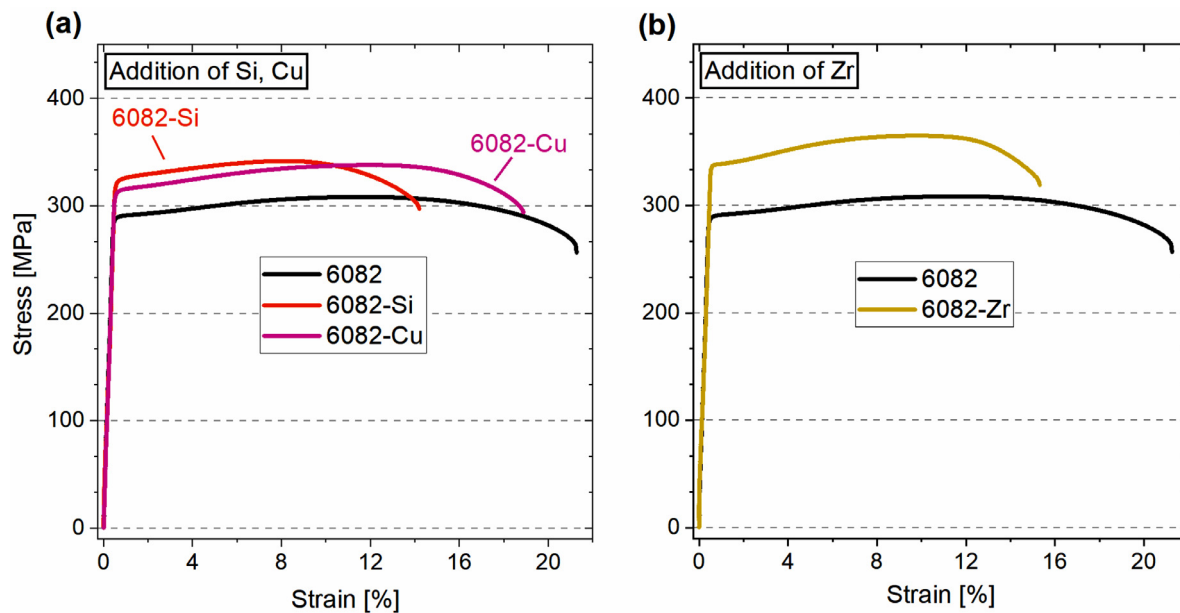 (a)
Addition of Si, Cu
6082-Si
6082-Cu
6082
6082-Si
6082-Cu
Stress [MPa]
400
300
200
100
0
0 4 8 12 16 20
Strain [%]
(b)
Addition of Zr
6082
6082-Zr
400
300
200
100
0
0 4 8 12 16 20
Strain [%]